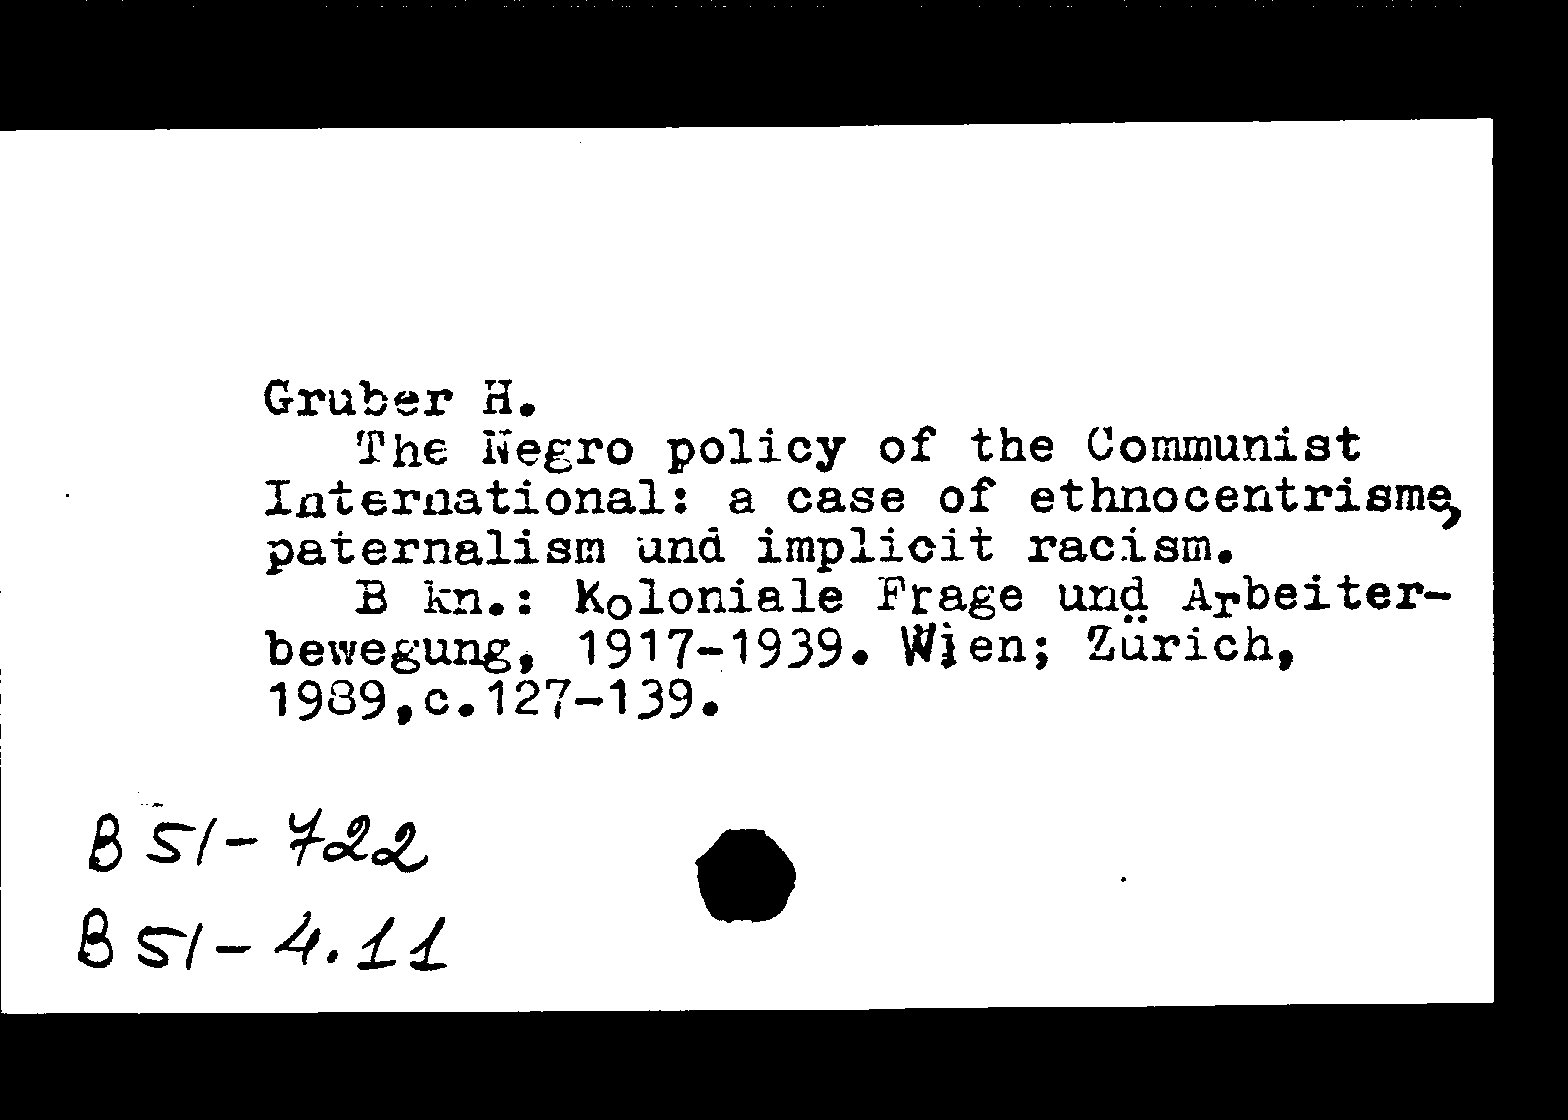 Gruber H.
The Negro policy of the Communist
International: a case of ethnocentrisme,
paternalism und implicit racism.
B kn.: Koloniale Frage und Arbeiter-
bewegung, 1917-1939. Wien; Zürich,
1989,c.127-139.
B 51-722
B 51-4.11